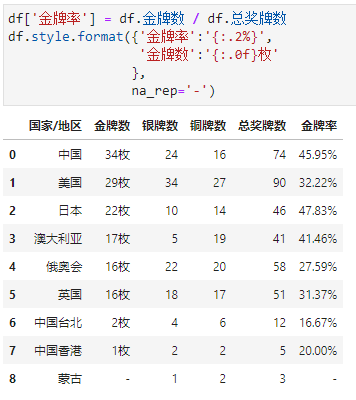 df['金牌率'] = df.金牌数 / df.总奖牌数
df.style.format({'金牌率':'{:.2%}',
'金牌数':'{:.0f}枚'
},
na_rep='-')
国家/地区 金牌数 银牌数 铜牌数 总奖牌数 金牌率
0 中国 34枚 24 16 74 45.95%
1 美国 29枚 34 27 90 32.22%
2 日本 22枚 10 14 46 47.83%
3 澳大利亚 17枚 5 19 41 41.46%
4 俄奥会 16枚 22 20 58 27.59%
5 英国 16枚 18 17 51 31.37%
6 中国台北 2枚 4 6 12 16.67%
7 中国香港 1枚 2 2 5 20.00%
8 蒙古 - 1 2 3 -